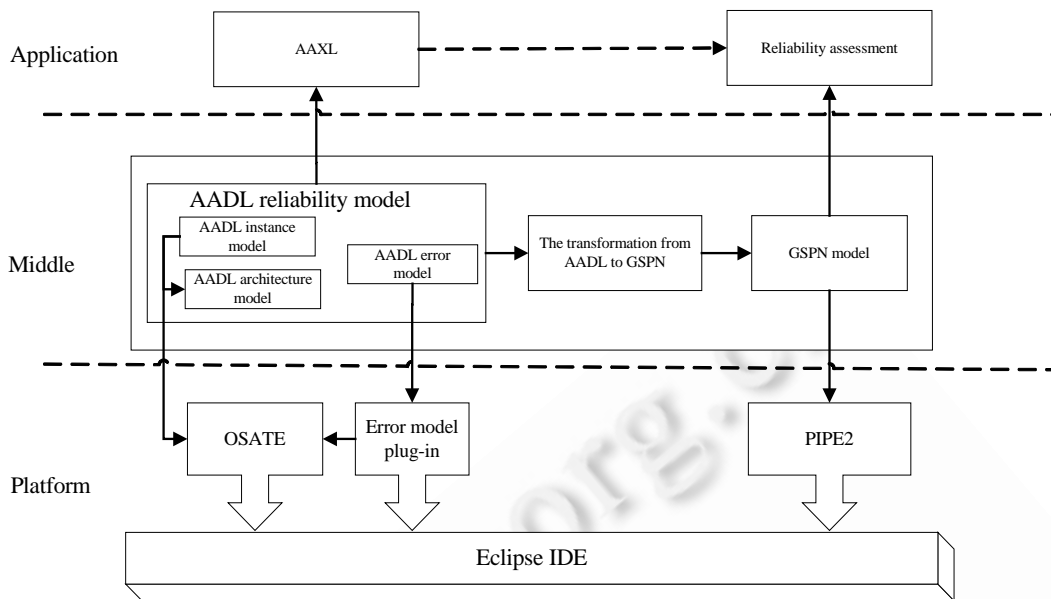 Application
AAXL
Reliability assessment
AADL reliability model
AADL instance
model
AADL architecture
model
AADL error
model
The transformation from
AADL to GSPN
GSPN model
Middle
OSATE
Error model
plug-in
PIPE2
Platform
Eclipse IDE
org.c